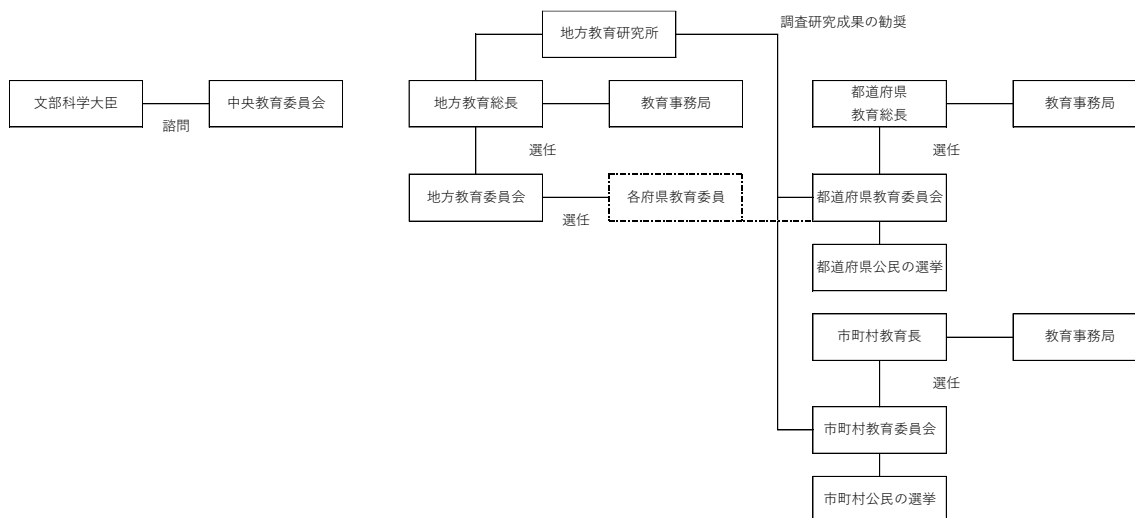 地方教育研究所
調査研究成果の勧奨
文部科学大臣
中央教育委員会
諮問
地方教育総長
教育事務局
選任
地方教育委員会
各府県教育委員
選任
都道府県
教育総長
教育事務局
選任
都道府県教育委員会
都道府県公民の選挙
市町村教育長
教育事務局
選任
市町村教育委員会
市町村公民の選挙